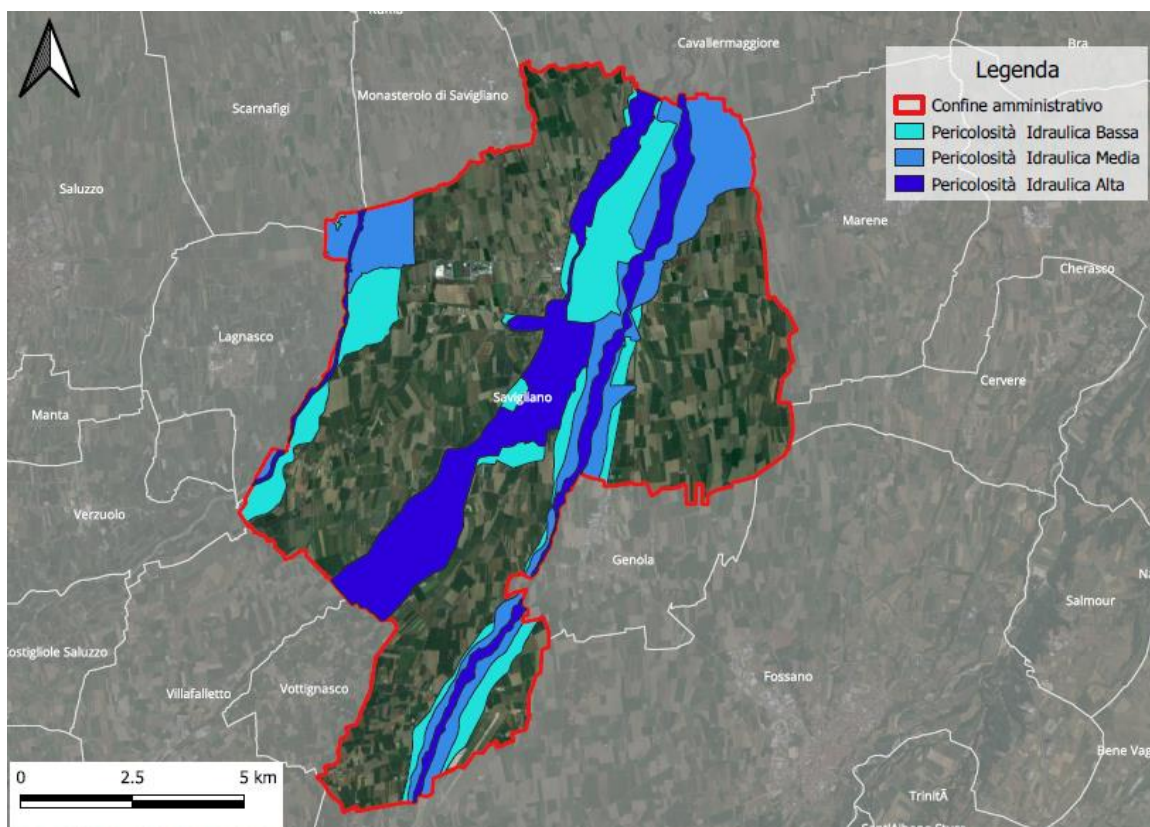 Cavallermaggiore
Bra
Legenda
Confine amministrativo
Pericolosità Idraulica Bassa
Pericolosità Idraulica Media
Pericolosità Idraulica Alta
Monasterolo di Savigliano
Scarnafigi
Saluzzo
Marene
Cherasco
Lagnasco
Cervere
Manta
Savigliano
Verzuolo
Genola
Salmour
Costigliole Saluzzo
Villafalletto
Vottignasco
Fossano
Bene Vag
0 2.5 5 km
TrinitÃ